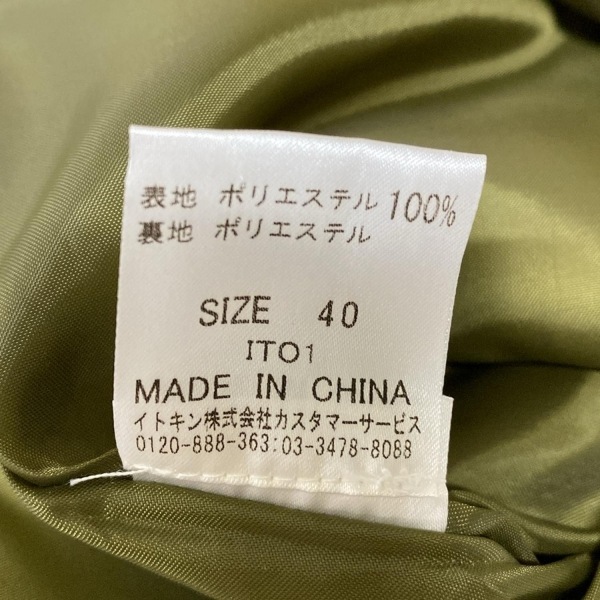 表地 ポリエステル 100%
裏地 ポリエステル
SIZE 40
ITO1
MADE IN CHINA
イトキン株式会社カスタマーサービス
0120-888-363:03-3478-8088